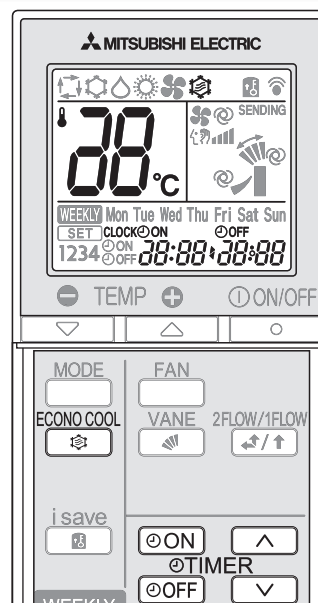 MITSUBISHI ELECTRIC
SENDING
88°C
WEEKLY Mon Tue Wed Thu Fri Sat Sun
SET CLOCK ON OFF
1234 ON OFF 88:88 88:88
TEMP ON/OFF
MODE FAN
ECONO COOL VANE 2FLOW/1FLOW
i save
ON
TIMER
OFF
WEEKLY